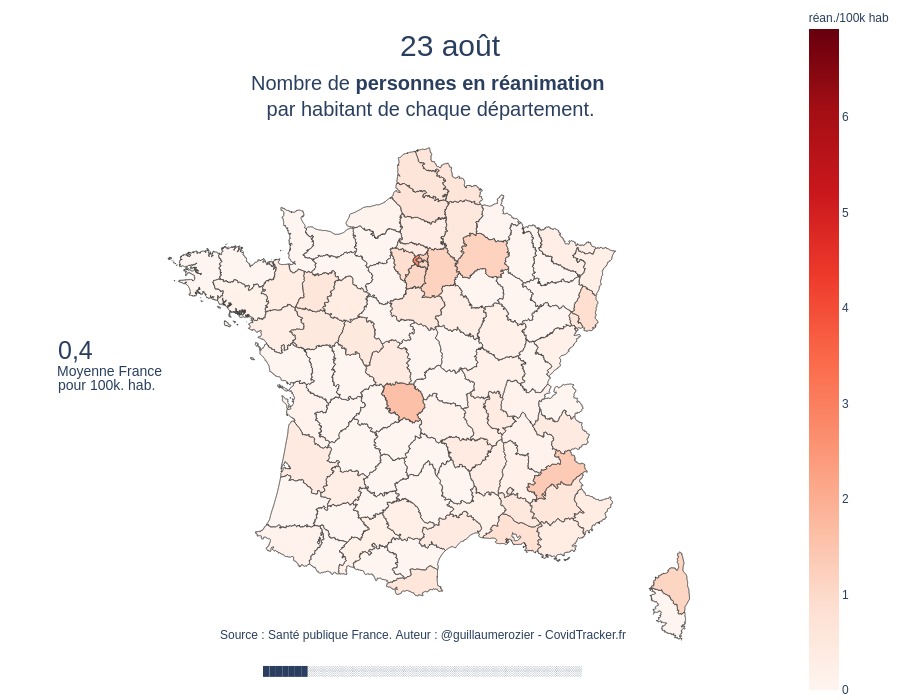 réan./100k hab
23 août
Nombre de personnes en réanimation
par habitant de chaque département.
6
5
4
3
2
1
0
0,4
Moyenne France
pour 100k. hab.
Source : Santé publique France. Auteur : @guillaumerozier - CovidTracker.fr